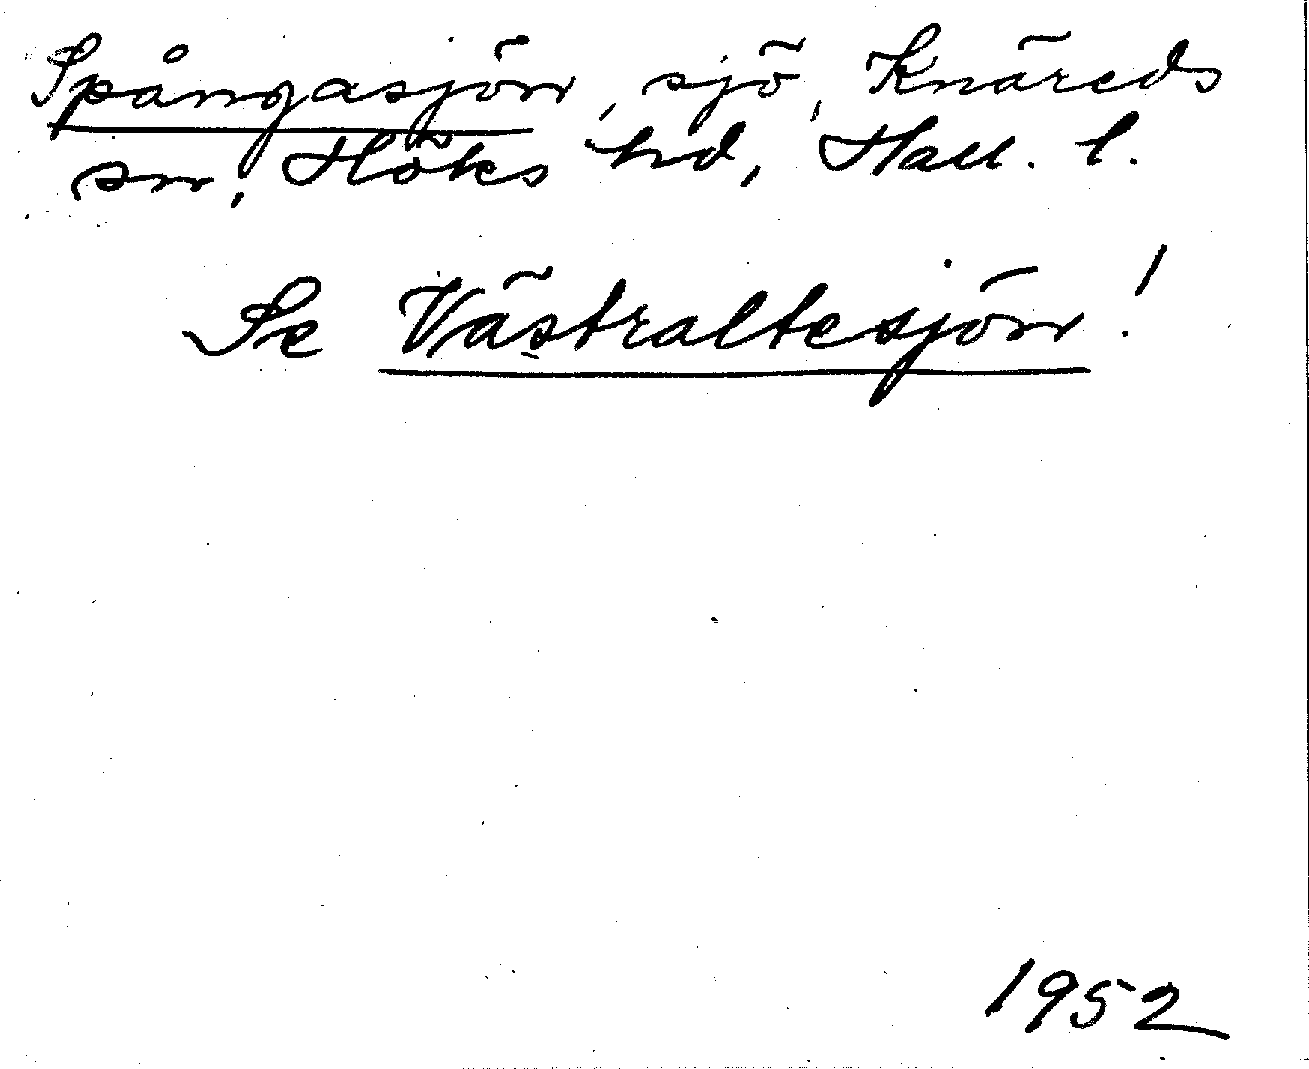 Spångasjön, sjö, Knäreds
sn, Höks hd, Hall. l.
Se Västraltesjön!
1952